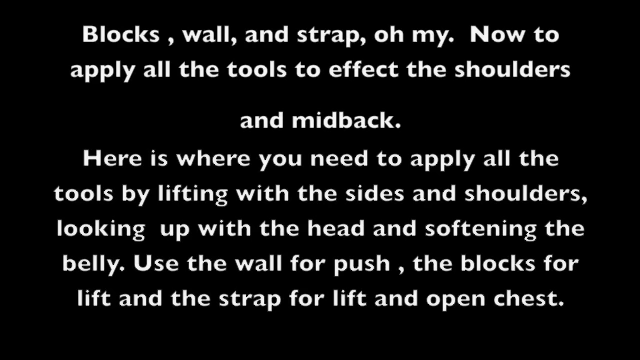 Blocks , wall, and strap, oh my.  Now to
apply all the tools to effect the shoulders
and midback.
Here is where you need to apply all the
tools by lifting with the sides and shoulders,
looking  up with the head and softening the
belly. Use the wall for push , the blocks for
lift and the strap for lift and open chest.